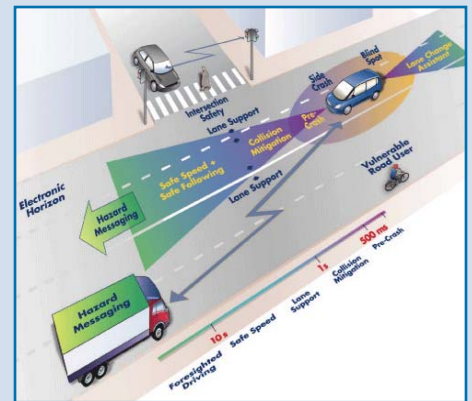 Intersection Safety
Lane Support
Side
Crash
Blind
Spot
Lane Change
Assistant
Pre-
Crash
Collision
Mitigation
Safe Speed +
Safe Following
Lane Support
Vulnerable
Road User
Electronic
Horizon
Hazard
Messaging
Hazard
Messaging
10 s
1s
500 ms
Foresighted
Driving
Safe Speed
Lane
Support
Collision
Mitigation
Pre-Crash